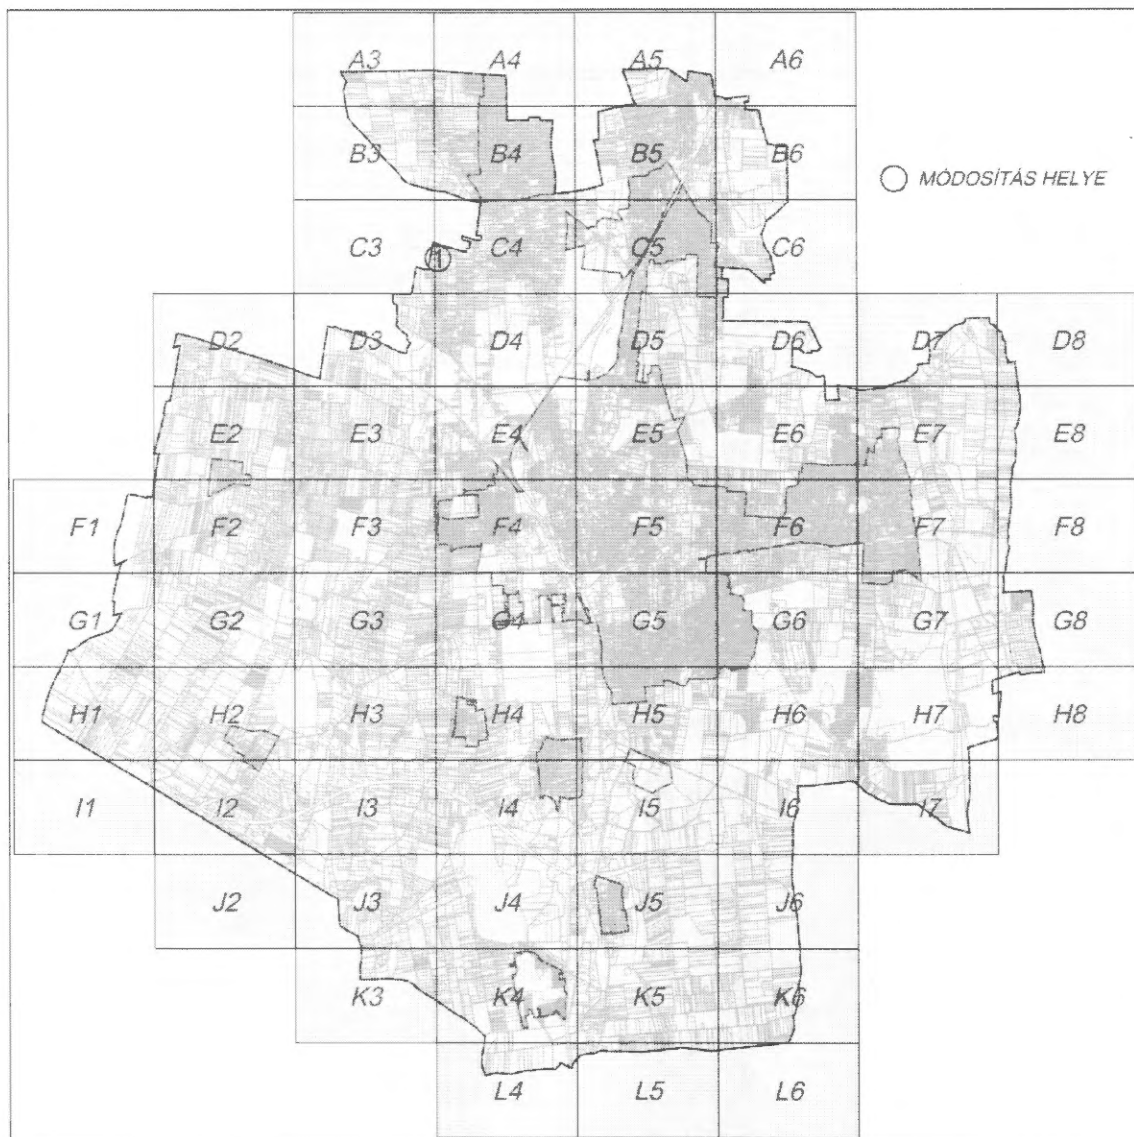 A3 A4 A5 A6
B3 B4 B5 B6
MÓDOSÍTÁS HELYE
C3 C4 C5 C6
1
D2 D3 D4 D5 D6 D7 D8
E2 E3 E4 E5 E6 E7 E8
F1 F2 F3 F4 F5 F6 F7 F8
G1 G2 G3 G4 G5 G6 G7 G8
H1 H2 H3 H4 H5 H6 H7 H8
I1 I2 I3 I4 I5 I6 I7
J2 J3 J4 J5 J6
K3 K4 K5 K6
L4 L5 L6